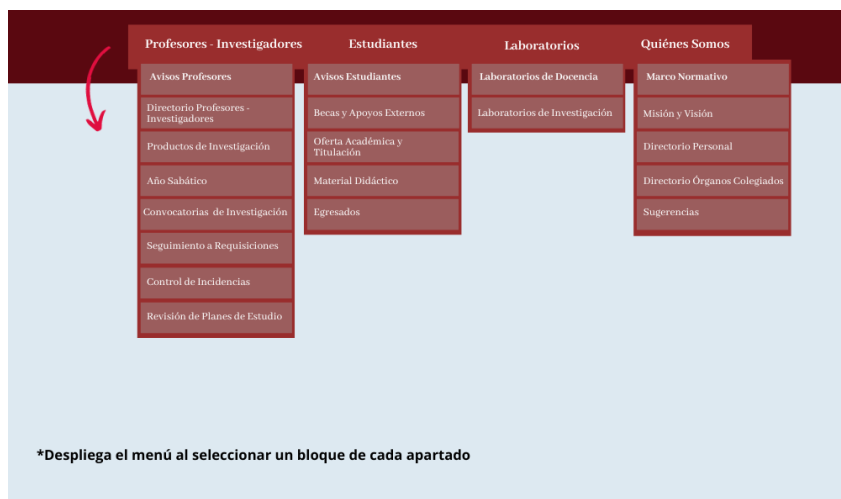 Profesores - Investigadores
Estudiantes
Laboratorios
Quiénes Somos
Avisos Profesores
Directorio Profesores -
Investigadores
Productos de Investigación
Año Sabático
Convocatorias de Investigación
Seguimiento a Requisiciones
Control de Incidencias
Revisión de Planes de Estudio
Avisos Estudiantes
Becas y Apoyos Externos
Oferta Académica y
Titulación
Material Didáctico
Egresados
Laboratorios de Docencia
Laboratorios de Investigación
Marco Normativo
Misión y Visión
Directorio Personal
Directorio Órganos Colegiados
Sugerencias
*Despliega el menú al seleccionar un bloque de cada apartado